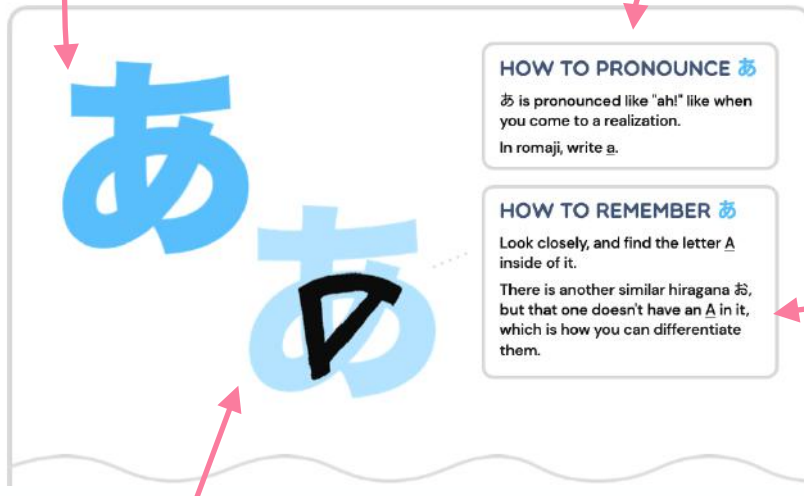 あ
あ
HOW TO PRONOUNCE あ
あ is pronounced like "ah!" like when
you come to a realization.
In romaji, write a.
HOW TO REMEMBER あ
Look closely, and find the letter A
inside of it.
There is another similar hiragana お,
but that one doesn't have an A in it,
which is how you can differentiate
them.